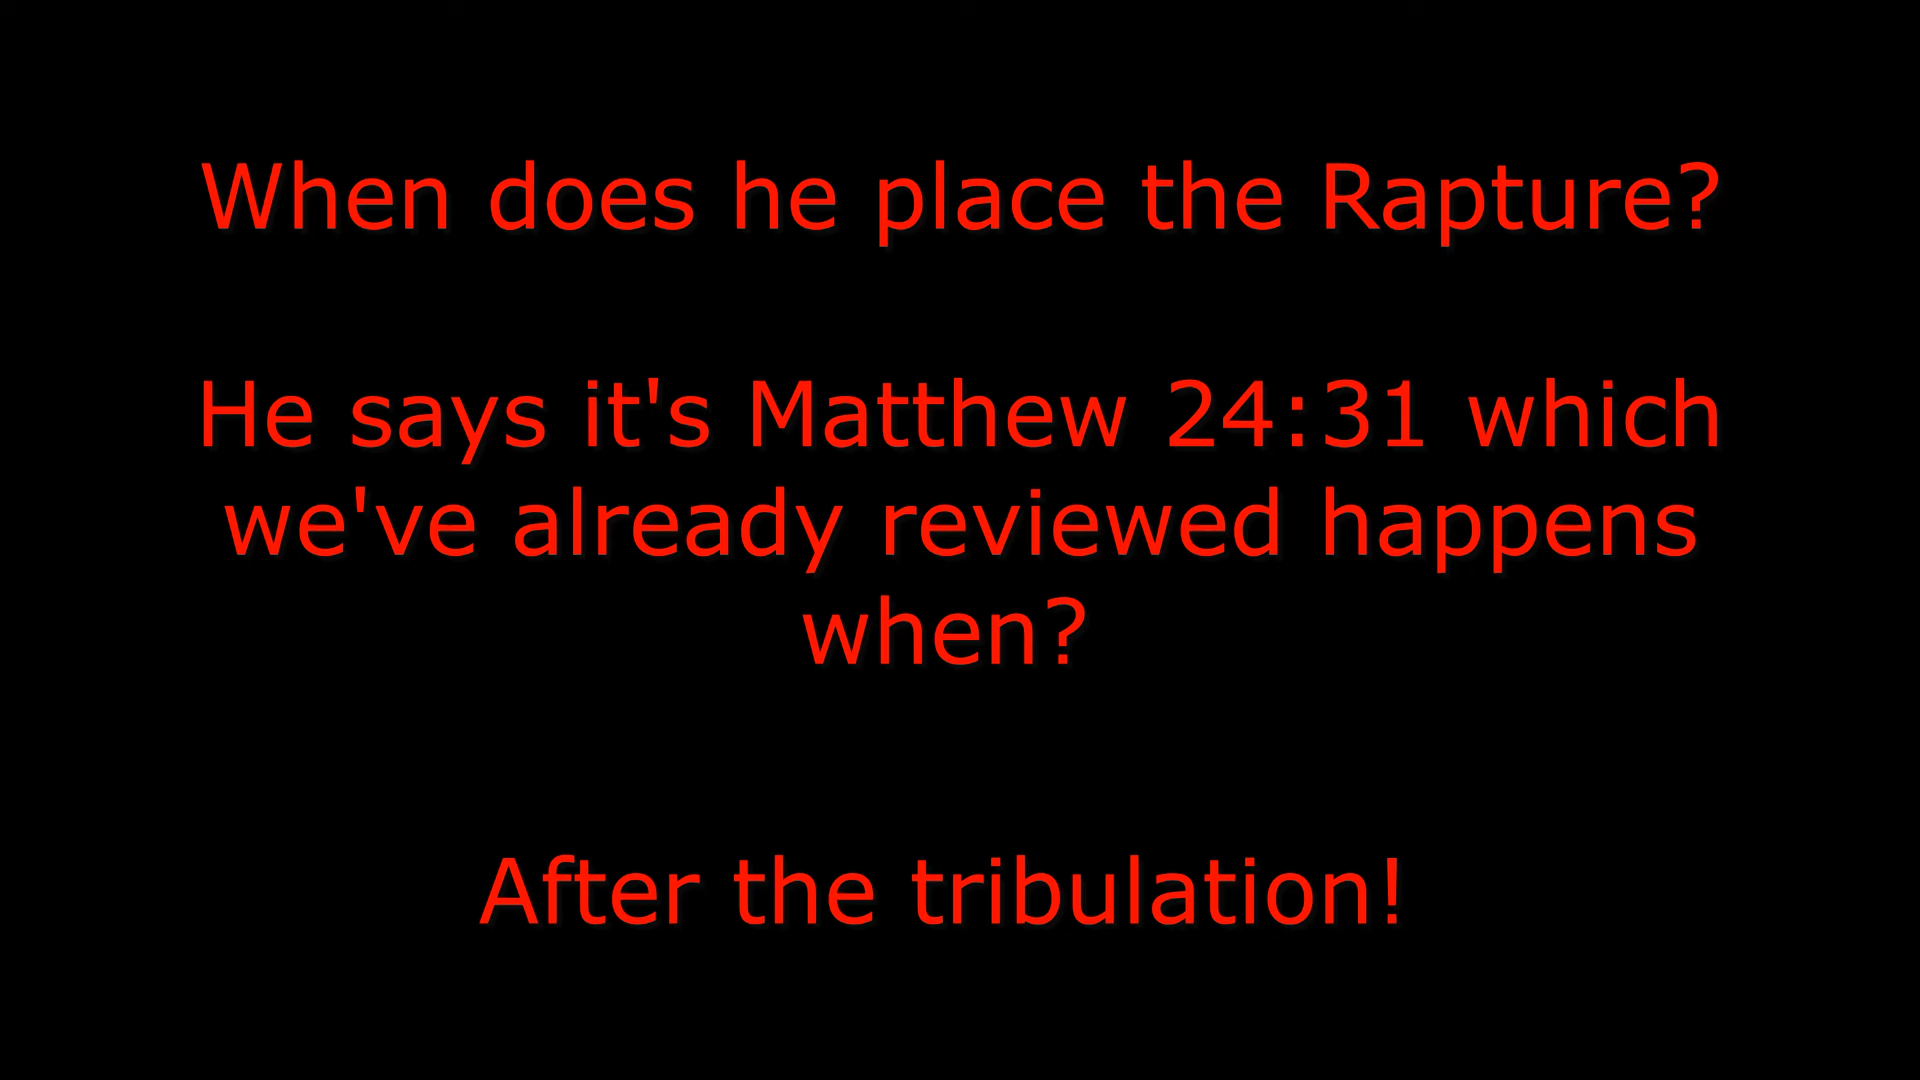 When does he place the Rapture?
He says it's Matthew 24:31 which
we've already reviewed happens
when?
After the tribulation!